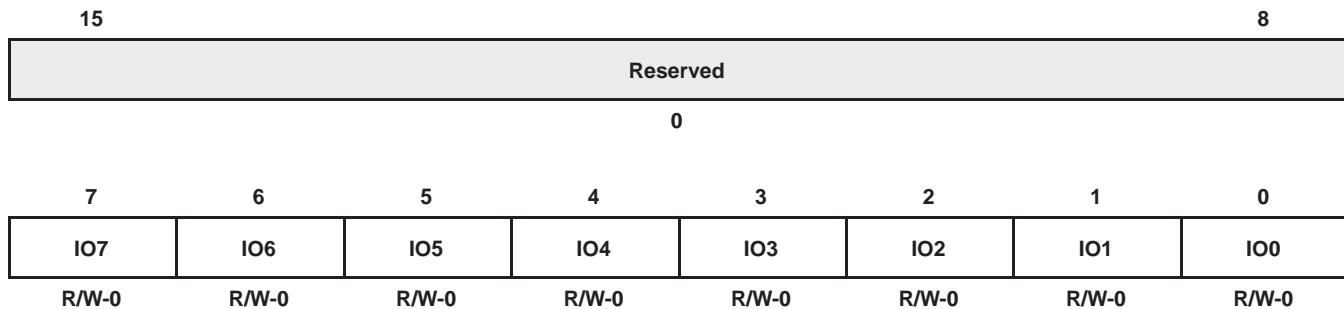 15 8
Reserved
0
7 6 5 4 3 2 1 0
IO7 IO6 IO5 IO4 IO3 IO2 IO1 IO0
R/W-0 R/W-0 R/W-0 R/W-0 R/W-0 R/W-0 R/W-0 R/W-0